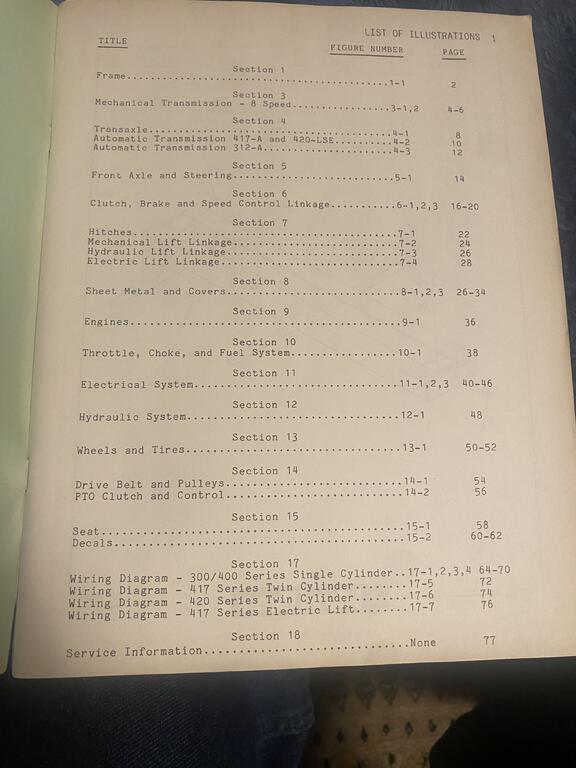 LIST OF ILLUSTRATIONS 1
TITLE FIGURE NUMBER PAGE
Section 1
Frame.....................................1-1 2
Section 3
Mechanical Transmission - 8 Speed..............3-1,2 4-6
Section 4
Transaxle..................................4-1 8
Automatic Transmission 417-A and 420-LSE........4-2 10
Automatic Transmission 312-A..................4-3 12
Section 5
Front Axle and Steering.......................5-1 14
Section 6
Clutch, Brake and Speed Control Linkage..........6-1,2,3 16-20
Section 7
Hitches.....................................7-1 22
Mechanical Lift Linkage.......................7-2 24
Hydraulic Lift Linkage........................7-3 26
Electric Lift Linkage.........................7-4 28
Section 8
Sheet Metal and Covers........................8-1,2,3 26-34
Section 9
Engines......................................9-1 36
Section 10
Throttle, Choke, and Fuel System...............10-1 38
Section 11
Electrical System.............................11-1,2,3 40-46
Section 12
Hydraulic System..............................12-1 48
Section 13
Wheels and Tires..............................13-1 50-52
Section 14
Drive Belt and Pulleys........................14-1 54
PTO Clutch and Control........................14-2 56
Section 15
Seat.........................................15-1 58
Decals.......................................15-2 60-62
Section 17
Wiring Diagram - 300/400 Series Single Cylinder..17-1,2,3,4 64-70
Wiring Diagram - 417 Series Twin Cylinder........17-5 72
Wiring Diagram - 420 Series Twin Cylinder........17-6 74
Wiring Diagram - 417 Series Electric Lift........17-7 76
Section 18
Service Information.............................None 77